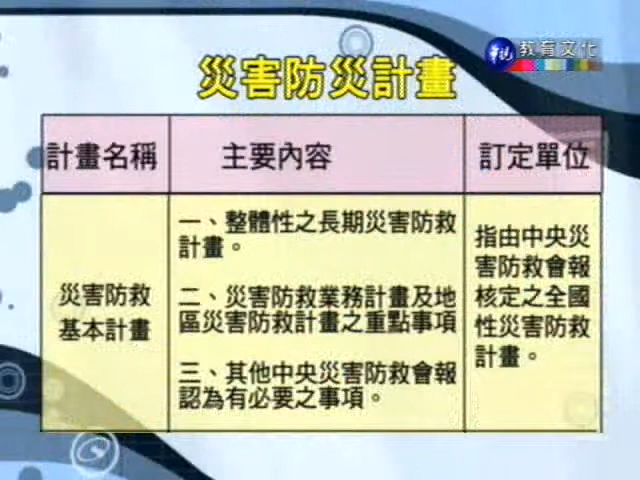 華視 教育文化
災害防災計畫
計畫名稱
主要內容
訂定單位
災害防救
基本計畫
一、整體性之長期災害防救
計畫。
二、災害防救業務計畫及地
區災害防救計畫之重點事項
三、其他中央災害防救會報
認為有必要之事項。
指由中央災
害防救會報
核定之全國
性災害防救
計畫。